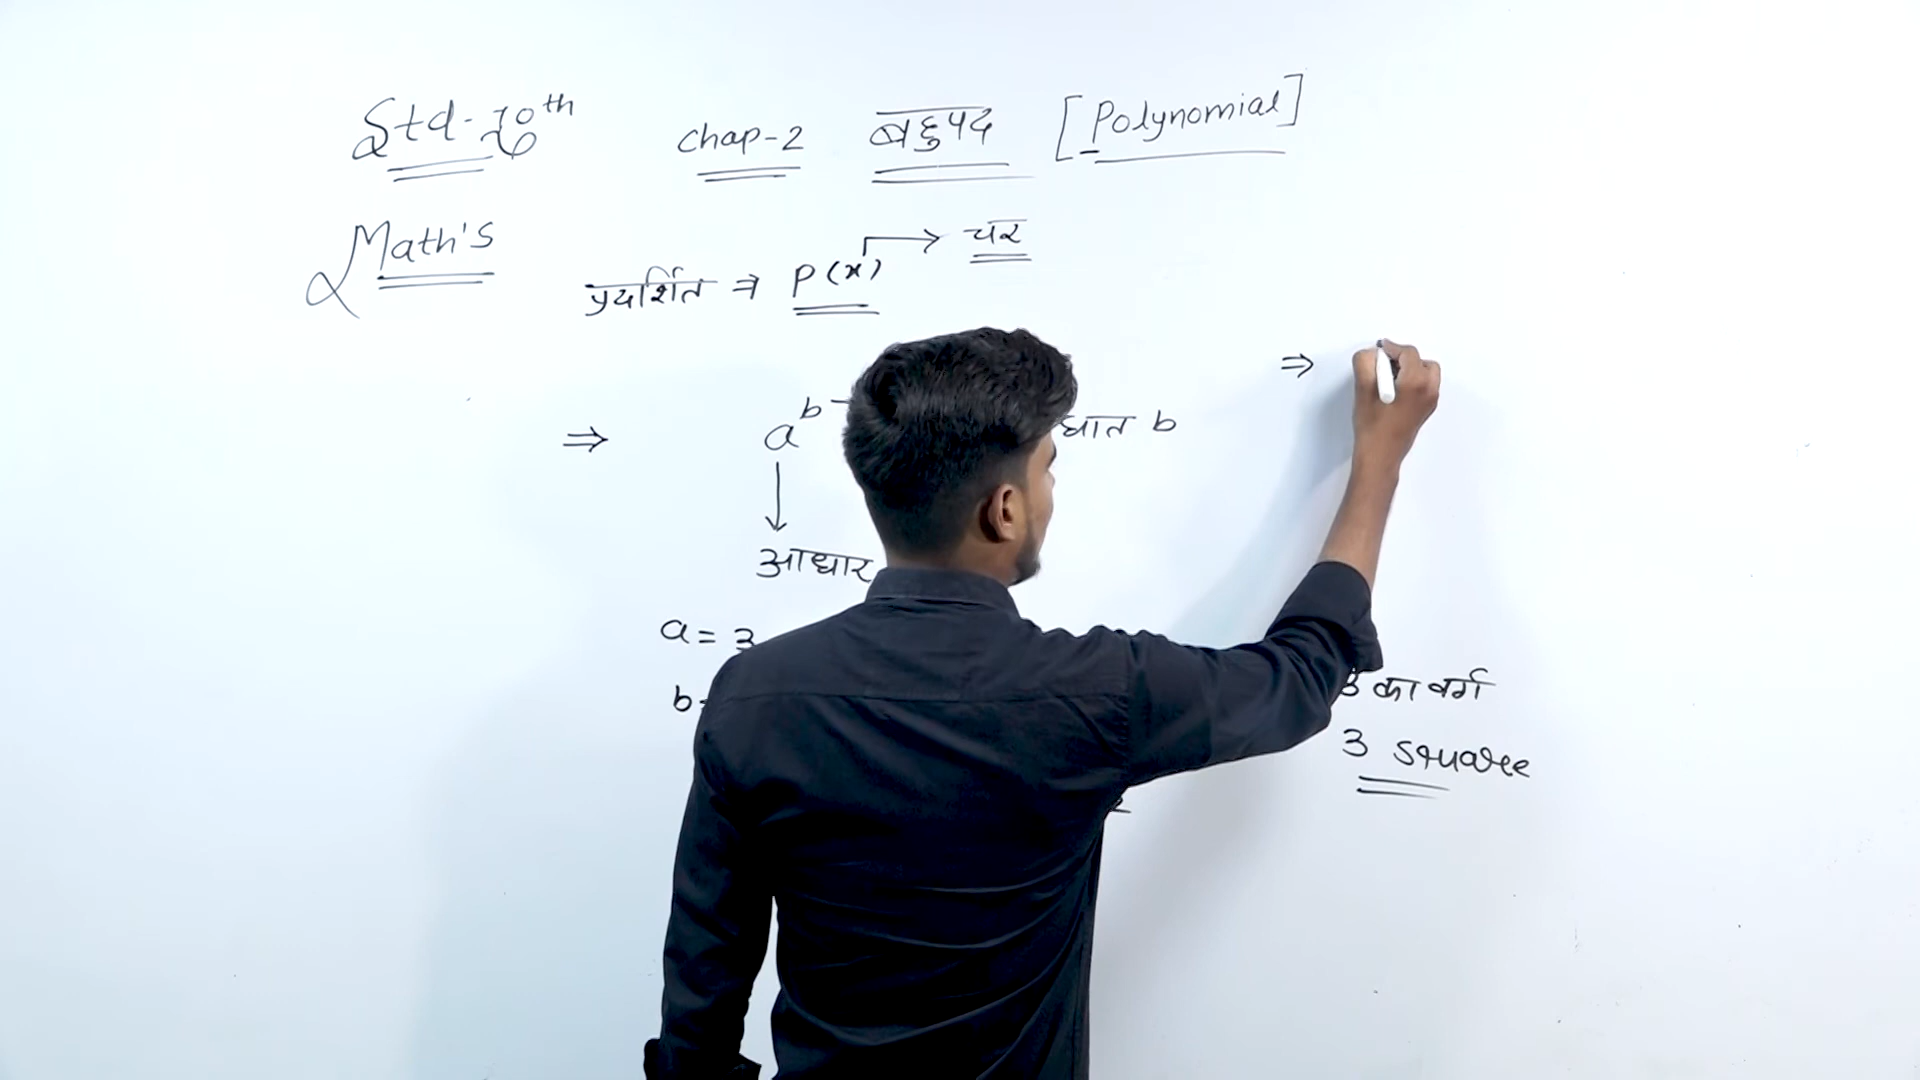 Std-10th chap-2 बहुपद [Polynomial]
Math's
प्रदर्शित ⇒ P(x) → चर
⇒ a^b घात b ⇒
↓
आधार
a = 3
b =
3 का वर्ग
3 square